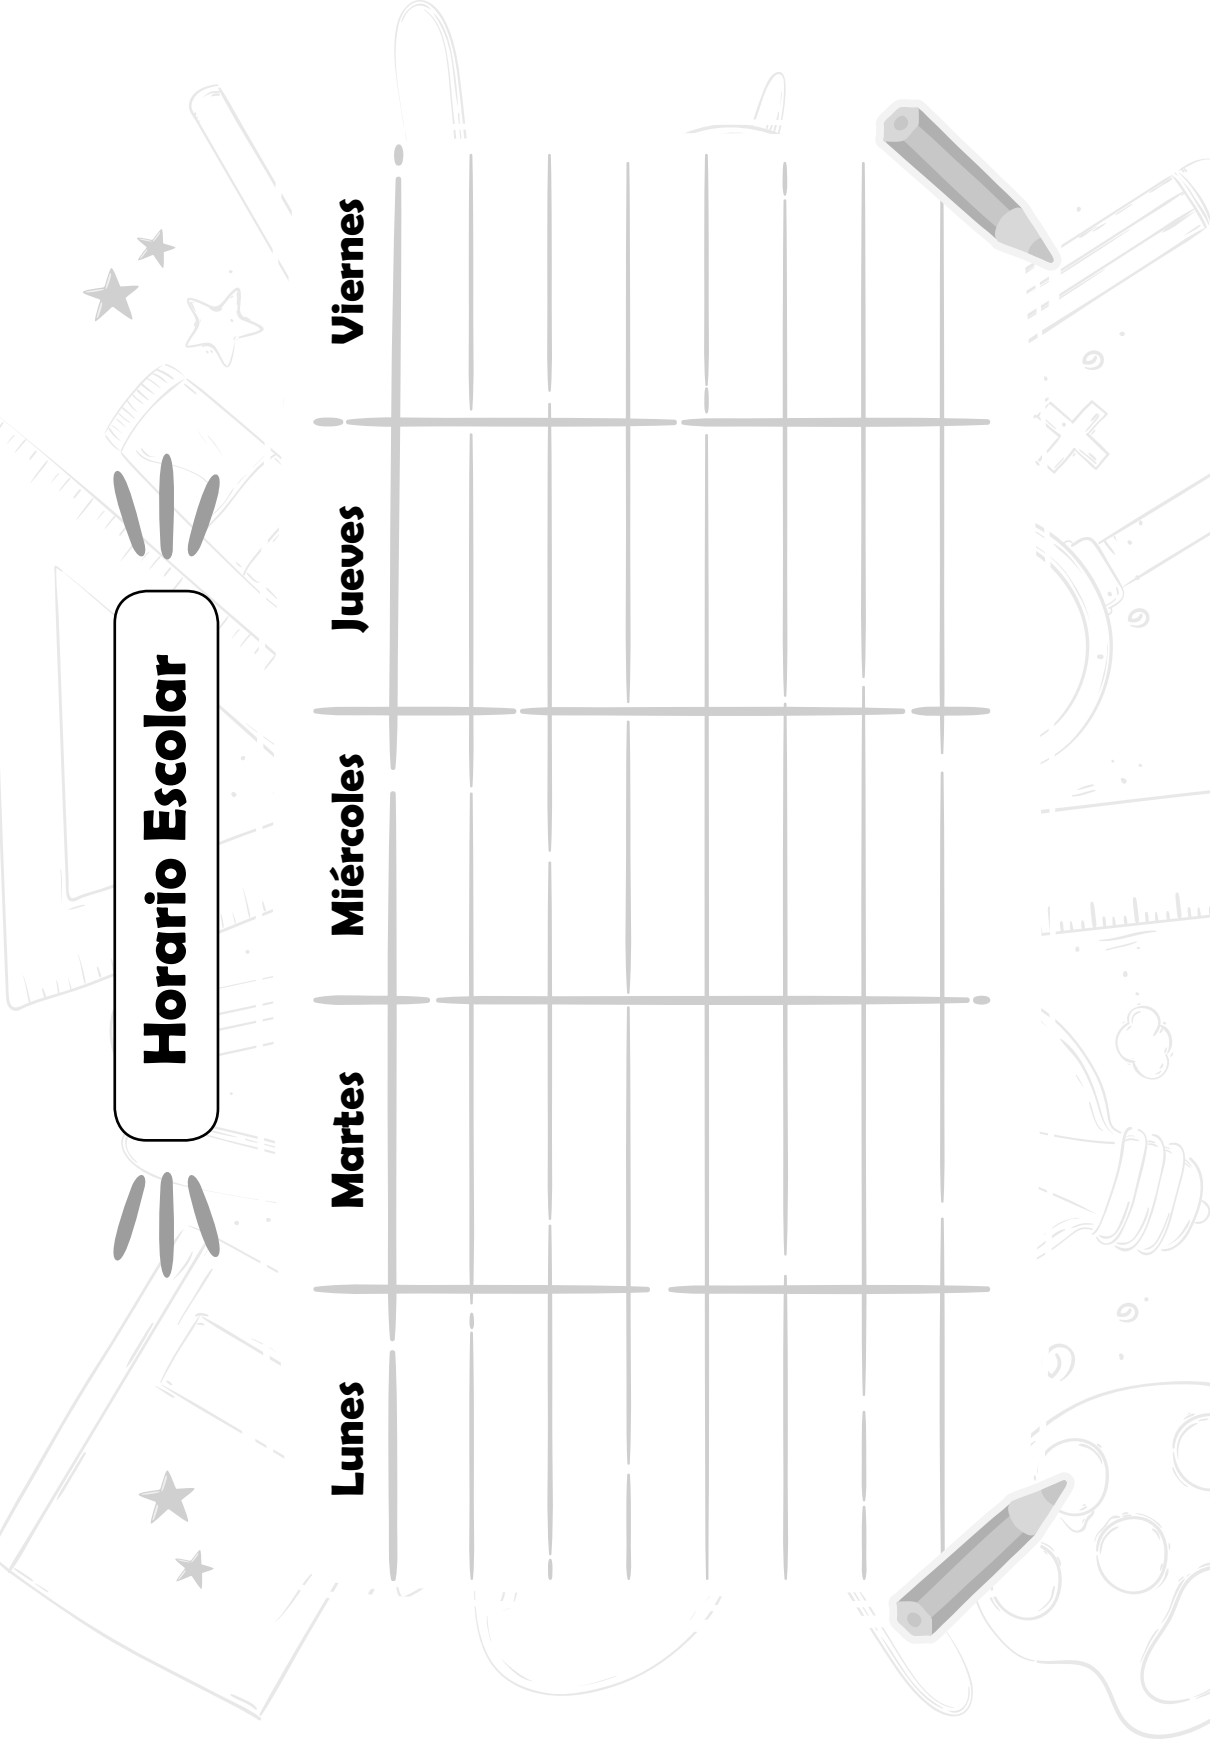 Horario Escolar
Lunes
Martes
Miércoles
Jueves
Viernes